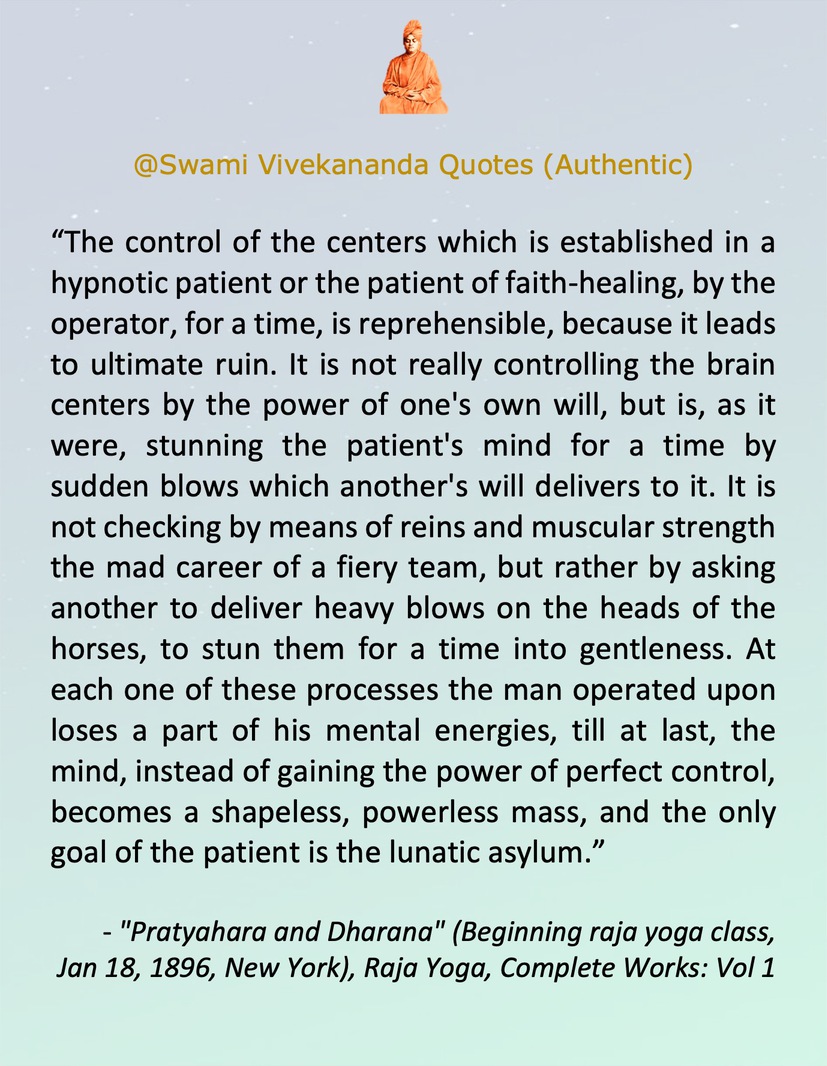 @Swami Vivekananda Quotes (Authentic)
“The control of the centers which is established in a
hypnotic patient or the patient of faith-healing, by the
operator, for a time, is reprehensible, because it leads
to ultimate ruin. It is not really controlling the brain
centers by the power of one's own will, but is, as it
were, stunning the patient's mind for a time by
sudden blows which another's will delivers to it. It is
not checking by means of reins and muscular strength
the mad career of a fiery team, but rather by asking
another to deliver heavy blows on the heads of the
horses, to stun them for a time into gentleness. At
each one of these processes the man operated upon
loses a part of his mental energies, till at last, the
mind, instead of gaining the power of perfect control,
becomes a shapeless, powerless mass, and the only
goal of the patient is the lunatic asylum.”
- "Pratyahara and Dharana" (Beginning raja yoga class,
Jan 18, 1896, New York), Raja Yoga, Complete Works: Vol 1